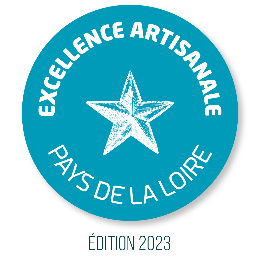 EXCELLENCE ARTISANALE
PAYS DE LA LOIRE
ÉDITION 2023